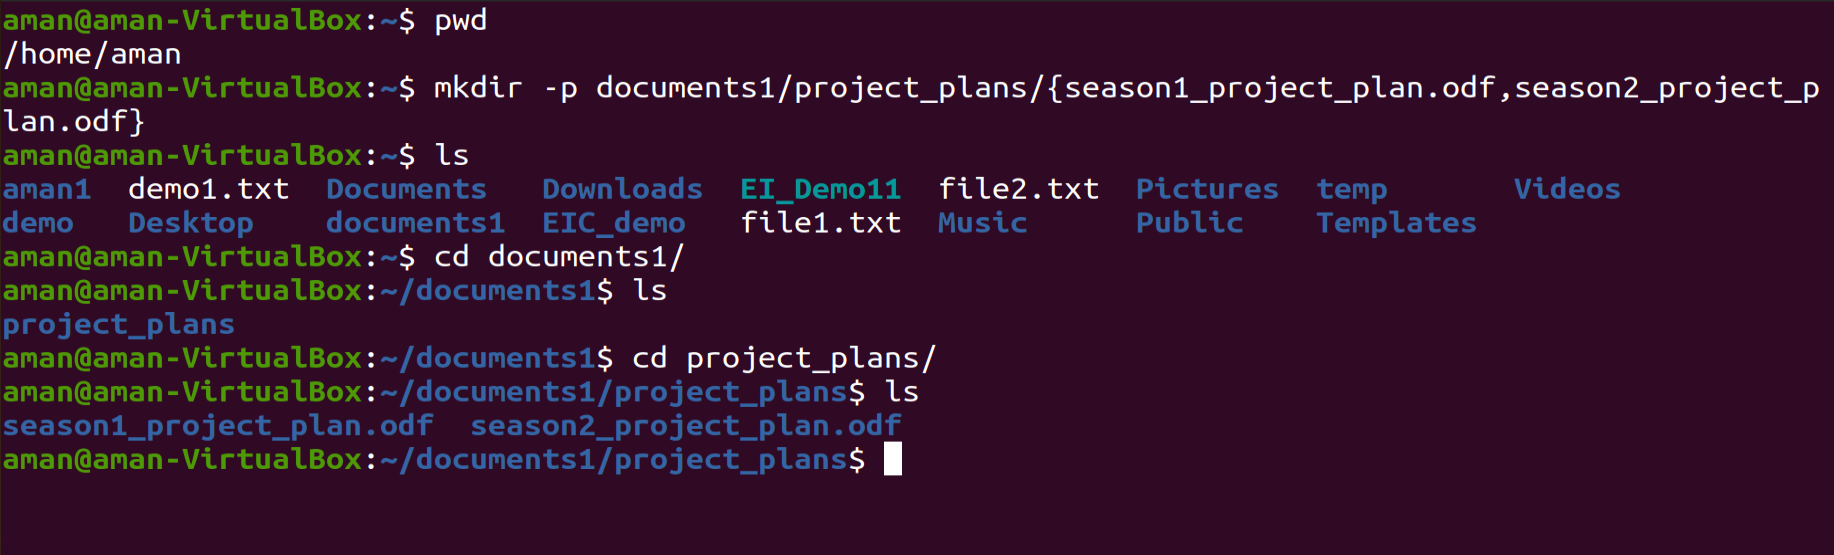 aman@aman-VirtualBox:~$ pwd
/home/aman
aman@aman-VirtualBox:~$ mkdir -p documents1/project_plans/{season1_project_plan.odf,season2_project_p
lan.odf}
aman@aman-VirtualBox:~$ ls
aman1  demo1.txt  Documents   Downloads  EI_Demo11  file2.txt  Pictures  temp       Videos
demo   Desktop    documents1  EIC_demo   file1.txt  Music      Public    Templates
aman@aman-VirtualBox:~$ cd documents1/
aman@aman-VirtualBox:~/documents1$ ls
project_plans
aman@aman-VirtualBox:~/documents1$ cd project_plans/
aman@aman-VirtualBox:~/documents1/project_plans$ ls
season1_project_plan.odf  season2_project_plan.odf
aman@aman-VirtualBox:~/documents1/project_plans$